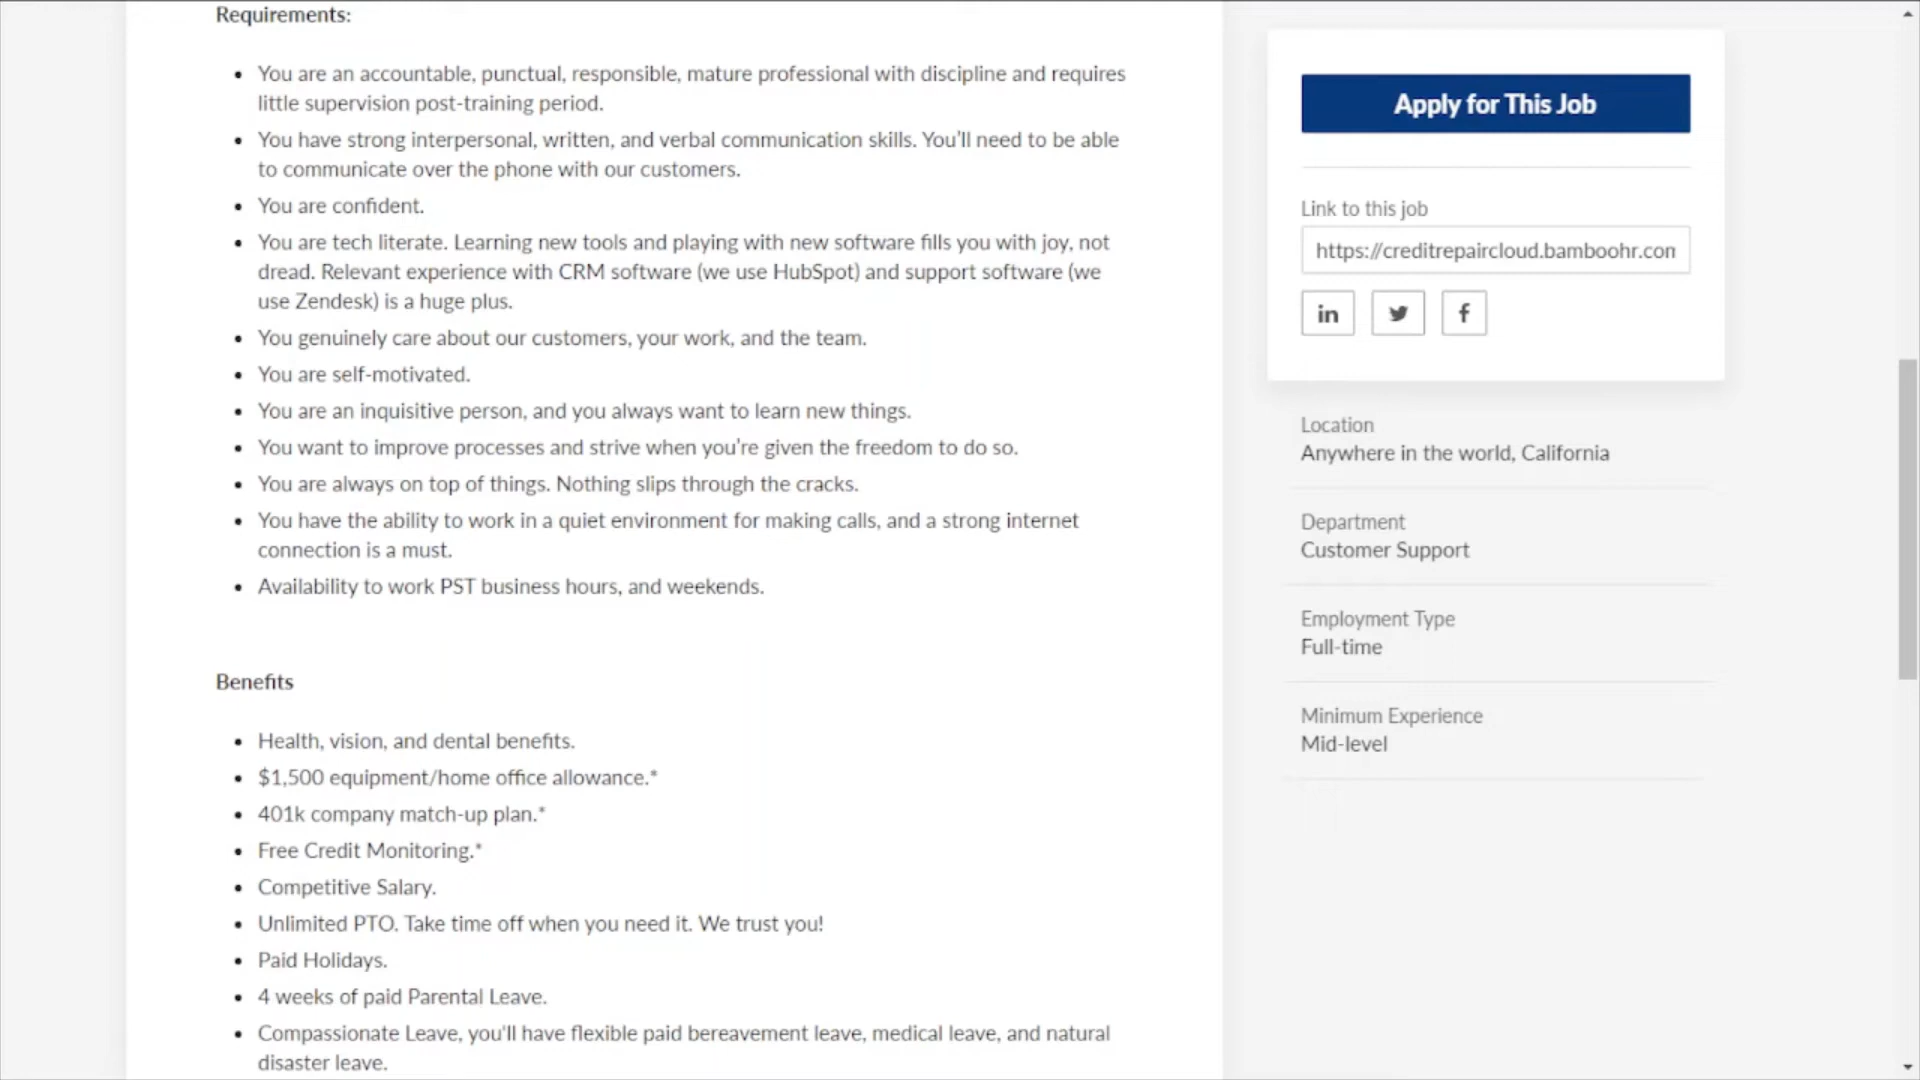 Requirements:
• You are an accountable, punctual, responsible, mature professional with discipline and requires
little supervision post-training period.
• You have strong interpersonal, written, and verbal communication skills. You’ll need to be able
to communicate over the phone with our customers.
• You are confident.
• You are tech literate. Learning new tools and playing with new software fills you with joy, not
dread. Relevant experience with CRM software (we use HubSpot) and support software (we
use Zendesk) is a huge plus.
• You genuinely care about our customers, your work, and the team.
• You are self-motivated.
• You are an inquisitive person, and you always want to learn new things.
• You want to improve processes and strive when you’re given the freedom to do so.
• You are always on top of things. Nothing slips through the cracks.
• You have the ability to work in a quiet environment for making calls, and a strong internet
connection is a must.
• Availability to work PST business hours, and weekends.
Benefits
• Health, vision, and dental benefits.
• $1,500 equipment/home office allowance.*
• 401k company match-up plan.*
• Free Credit Monitoring.*
• Competitive Salary.
• Unlimited PTO. Take time off when you need it. We trust you!
• Paid Holidays.
• 4 weeks of paid Parental Leave.
• Compassionate Leave, you'll have flexible paid bereavement leave, medical leave, and natural
disaster leave.
Apply for This Job
Link to this job
https://creditrepaircloud.bamboohr.con
Location
Anywhere in the world, California
Department
Customer Support
Employment Type
Full-time
Minimum Experience
Mid-level